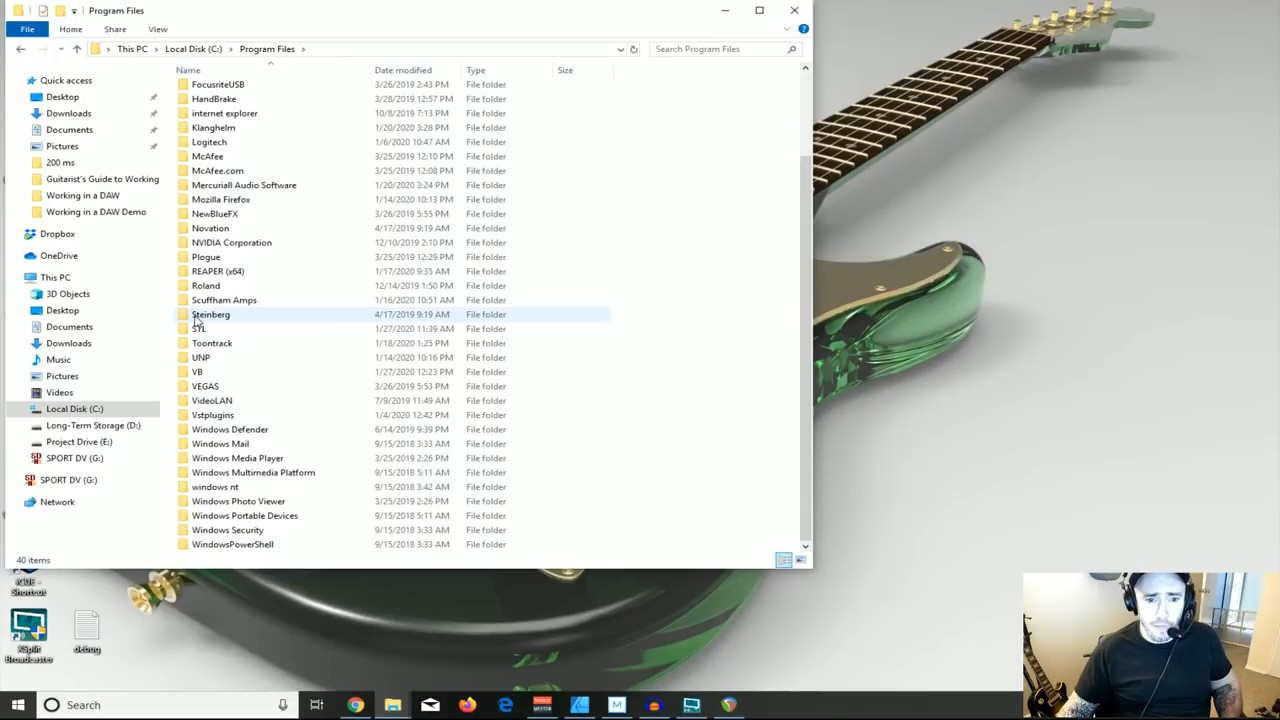 Program Files
File Home Share View
This PC Local Disk (C:) Program Files Search Program Files
Name Date modified Type Size
Quick access
Desktop
Downloads
Documents
Pictures
200 ms
Guitarist's Guide to Working
Working in a DAW
Working in a DAW Demo
Dropbox
OneDrive
This PC
3D Objects
Desktop
Documents
Downloads
Music
Pictures
Videos
Local Disk (C:)
Long-Term Storage (D:)
Project Drive (E:)
SPORT DV (G:)
SPORT DV (G:)
Network
FocusriteUSB 3/26/2019 2:43 PM File folder
HandBrake 3/28/2019 12:57 PM File folder
internet explorer 10/8/2019 7:13 PM File folder
Klanghelm 1/20/2020 3:28 PM File folder
Logitech 1/6/2020 10:47 AM File folder
McAfee 3/25/2019 12:10 PM File folder
McAfee.com 3/25/2019 12:08 PM File folder
Mercuriall Audio Software 1/20/2020 3:24 PM File folder
Mozilla Firefox 1/14/2020 10:13 PM File folder
NewBlueFX 3/26/2019 5:55 PM File folder
Novation 4/17/2019 9:19 AM File folder
NVIDIA Corporation 12/10/2019 2:10 PM File folder
Plogue 3/25/2019 12:29 PM File folder
REAPER (x64) 1/17/2020 9:35 AM File folder
Roland 12/14/2019 1:50 PM File folder
Scuffham Amps 1/16/2020 10:51 AM File folder
Steinberg 4/17/2019 9:19 AM File folder
STL 1/27/2020 11:39 AM File folder
Toontrack 1/18/2020 1:25 PM File folder
UNP 1/14/2020 10:16 PM File folder
VB 1/27/2020 12:23 PM File folder
VEGAS 3/26/2019 5:53 PM File folder
VideoLAN 7/9/2019 11:49 AM File folder
Vstplugins 1/4/2020 12:42 PM File folder
Windows Defender 6/14/2019 9:39 PM File folder
Windows Mail 9/15/2018 3:33 AM File folder
Windows Media Player 3/25/2019 2:26 PM File folder
Windows Multimedia Platform 9/15/2018 5:11 AM File folder
windows nt 9/15/2018 3:42 AM File folder
Windows Photo Viewer 3/25/2019 2:26 PM File folder
Windows Portable Devices 9/15/2018 5:11 AM File folder
Windows Security 9/15/2018 3:33 AM File folder
WindowsPowerShell 9/15/2018 3:33 AM File folder
40 items
iCUE -
Shortcut
XSplit
Broadcaster
debug
Search